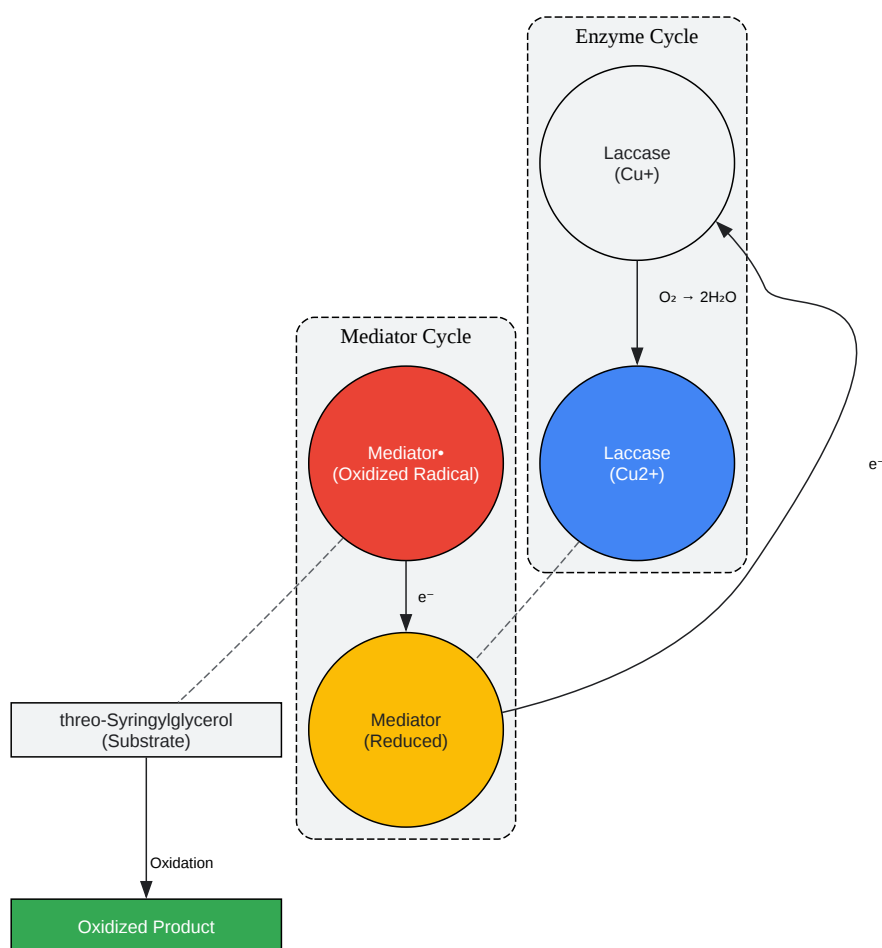 Enzyme Cycle
Laccase
(Cu+)
O₂ → 2H₂O
Mediator Cycle
Mediator•
(Oxidized Radical)
Laccase
(Cu2+)
e⁻
e⁻
threo-Syringylglycerol
(Substrate)
Mediator
(Reduced)
Oxidation
Oxidized Product